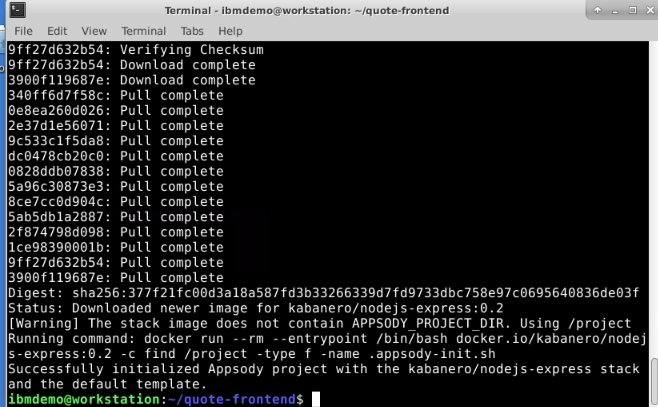 Terminal - ibmdemo@workstation: ~/quote-frontend
File Edit View Terminal Tabs Help
9ff27d632b54: Verifying Checksum
9ff27d632b54: Download complete
3900f119687e: Download complete
340ff6d7f58c: Pull complete
0e8ea260d026: Pull complete
2e37d1e56071: Pull complete
9c533c1f5da8: Pull complete
dc0478cb20c0: Pull complete
0828ddb07838: Pull complete
5a96c30873e3: Pull complete
8ce7cc0d904c: Pull complete
5ab5db1a2887: Pull complete
2f874798d098: Pull complete
1ce98390001b: Pull complete
9ff27d632b54: Pull complete
3900f119687e: Pull complete
Digest: sha256:377f21fc00d3a18a587fd3b33266339d7fd9733dbc758e97c0695640836de03f
Status: Downloaded newer image for kabanero/nodejs-express:0.2
[Warning] The stack image does not contain APPSODY_PROJECT_DIR. Using /project
Running command: docker run --rm --entrypoint /bin/bash docker.io/kabanero/nodej
s-express:0.2 -c find /project -type f -name .appsody-init.sh
Successfully initialized Appsody project with the kabanero/nodejs-express stack
and the default template.
ibmdemo@workstation:~/quote-frontend$